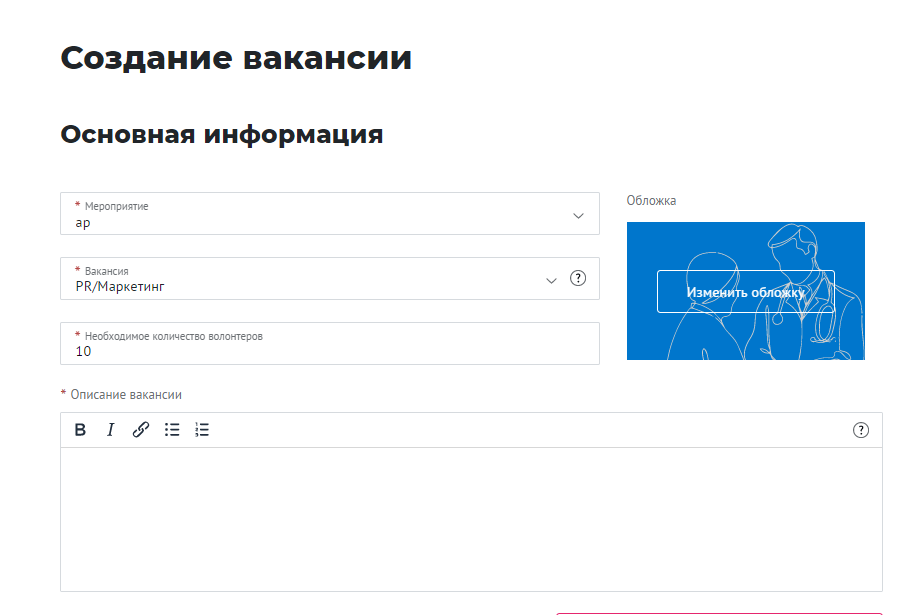 Создание вакансии
Основная информация
* Мероприятие
ар
Обложка
Изменить обложку
* Вакансия
PR/Маркетинг
?
* Необходимое количество волонтеров
10
* Описание вакансии
B I ?